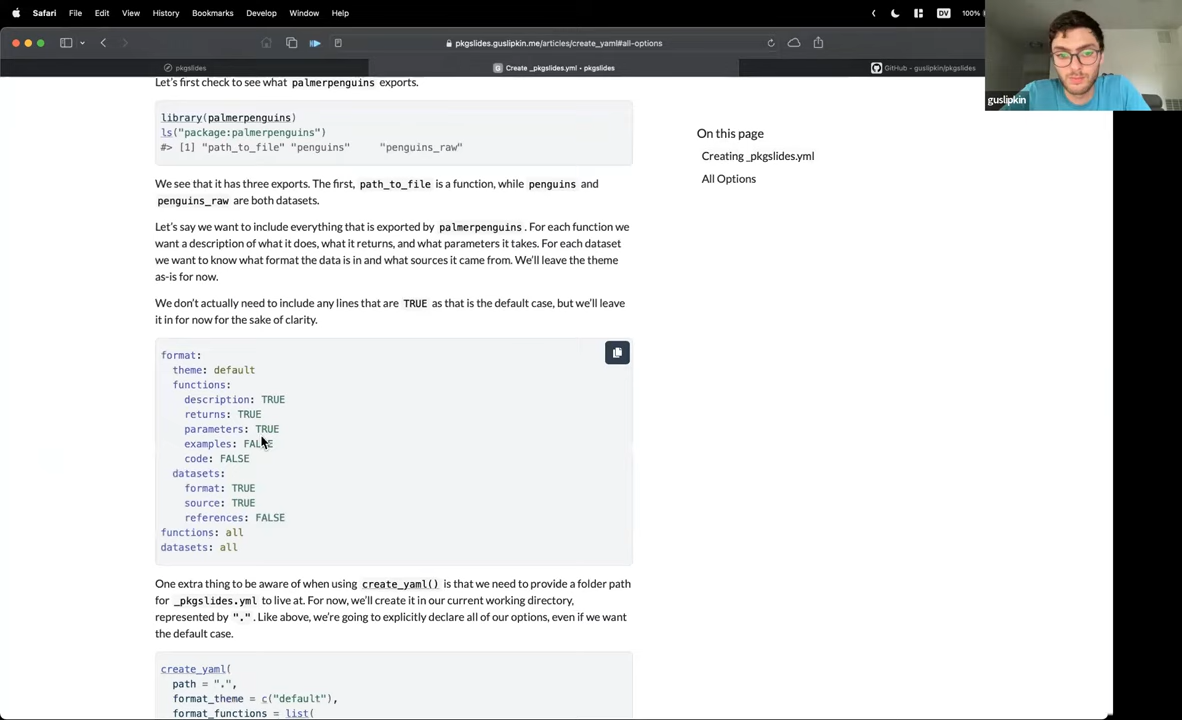 Safari File Edit View History Bookmarks Develop Window Help
DV 100%
pkgslides.guslipkin.me/articles/create_yaml#all-options
pkgslides
G Create _pkgslides.yml • pkgslides
GitHub - guslipkin/pkgslides
guslipkin
Let's first check to see what palmerpenguins exports.
library(palmerpenguins)
ls("package:palmerpenguins")
#> [1] "path_to_file" "penguins" "penguins_raw"
We see that it has three exports. The first, path_to_file is a function, while penguins and
penguins_raw are both datasets.
Let's say we want to include everything that is exported by palmerpenguins. For each function we
want a description of what it does, what it returns, and what parameters it takes. For each dataset
we want to know what format the data is in and what sources it came from. We'll leave the theme
as-is for now.
We don't actually need to include any lines that are TRUE as that is the default case, but we'll leave
it in for now for the sake of clarity.
format:
theme: default
functions:
description: TRUE
returns: TRUE
parameters: TRUE
examples: FALSE
code: FALSE
datasets:
format: TRUE
source: TRUE
references: FALSE
functions: all
datasets: all
One extra thing to be aware of when using create_yaml() is that we need to provide a folder path
for _pkgslides.yml to live at. For now, we'll create it in our current working directory,
represented by ".". Like above, we're going to explicitly declare all of our options, even if we want
the default case.
create_yaml(
path = ".",
format_theme = c("default"),
format_functions = list(
On this page
Creating _pkgslides.yml
All Options